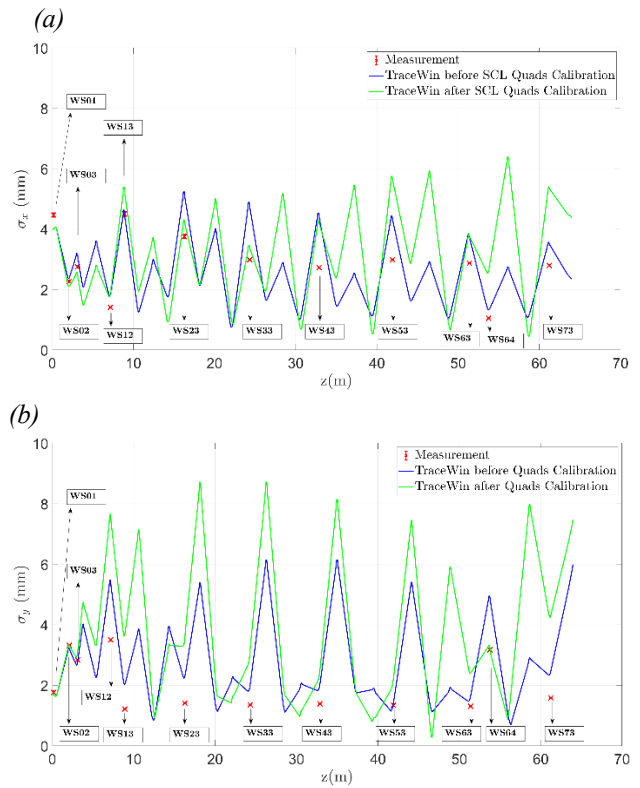 (a)
10
8
6
4
2
0
σx (mm)
Measurement
TraceWin before SCL Quads Calibration
TraceWin after SCL Quads Calibration
WS01
WS13
WS03
WS02
WS12
WS23
WS33
WS43
WS53
WS63
WS64
WS73
0 10 20 30 40 50 60 70
z(m)
(b)
10
8
6
4
2
0
σy (mm)
Measurement
TraceWin before Quads Calibration
TraceWin after Quads Calibration
WS01
WS03
WS12
WS02
WS13
WS23
WS33
WS43
WS53
WS63
WS64
WS73
0 10 20 30 40 50 60 70
z(m)